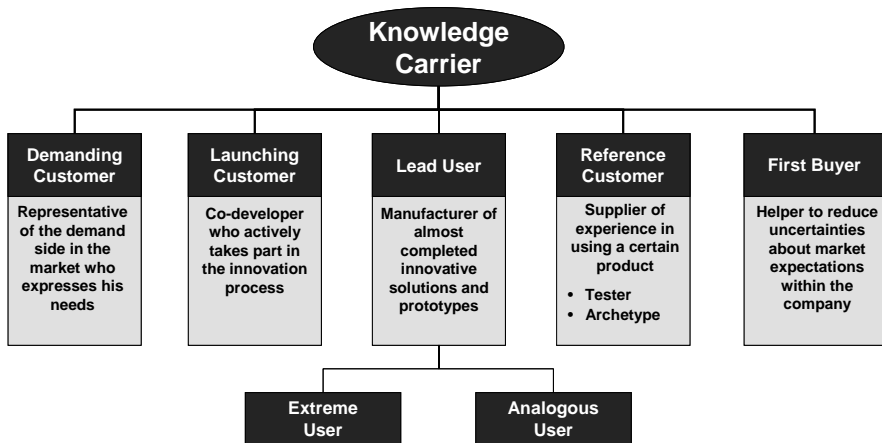 Knowledge
Carrier
Demanding
Customer
Representative
of the demand
side in the
market who
expresses his
needs
Launching
Customer
Co-developer
who actively
takes part in
the innovation
process
Lead User
Manufacturer of
almost
completed
innovative
solutions and
prototypes
Reference
Customer
Supplier of
experience in
using a certain
product
• Tester
• Archetype
First Buyer
Helper to reduce
uncertainties
about market
expectations
within the
company
Extreme
User
Analogous
User